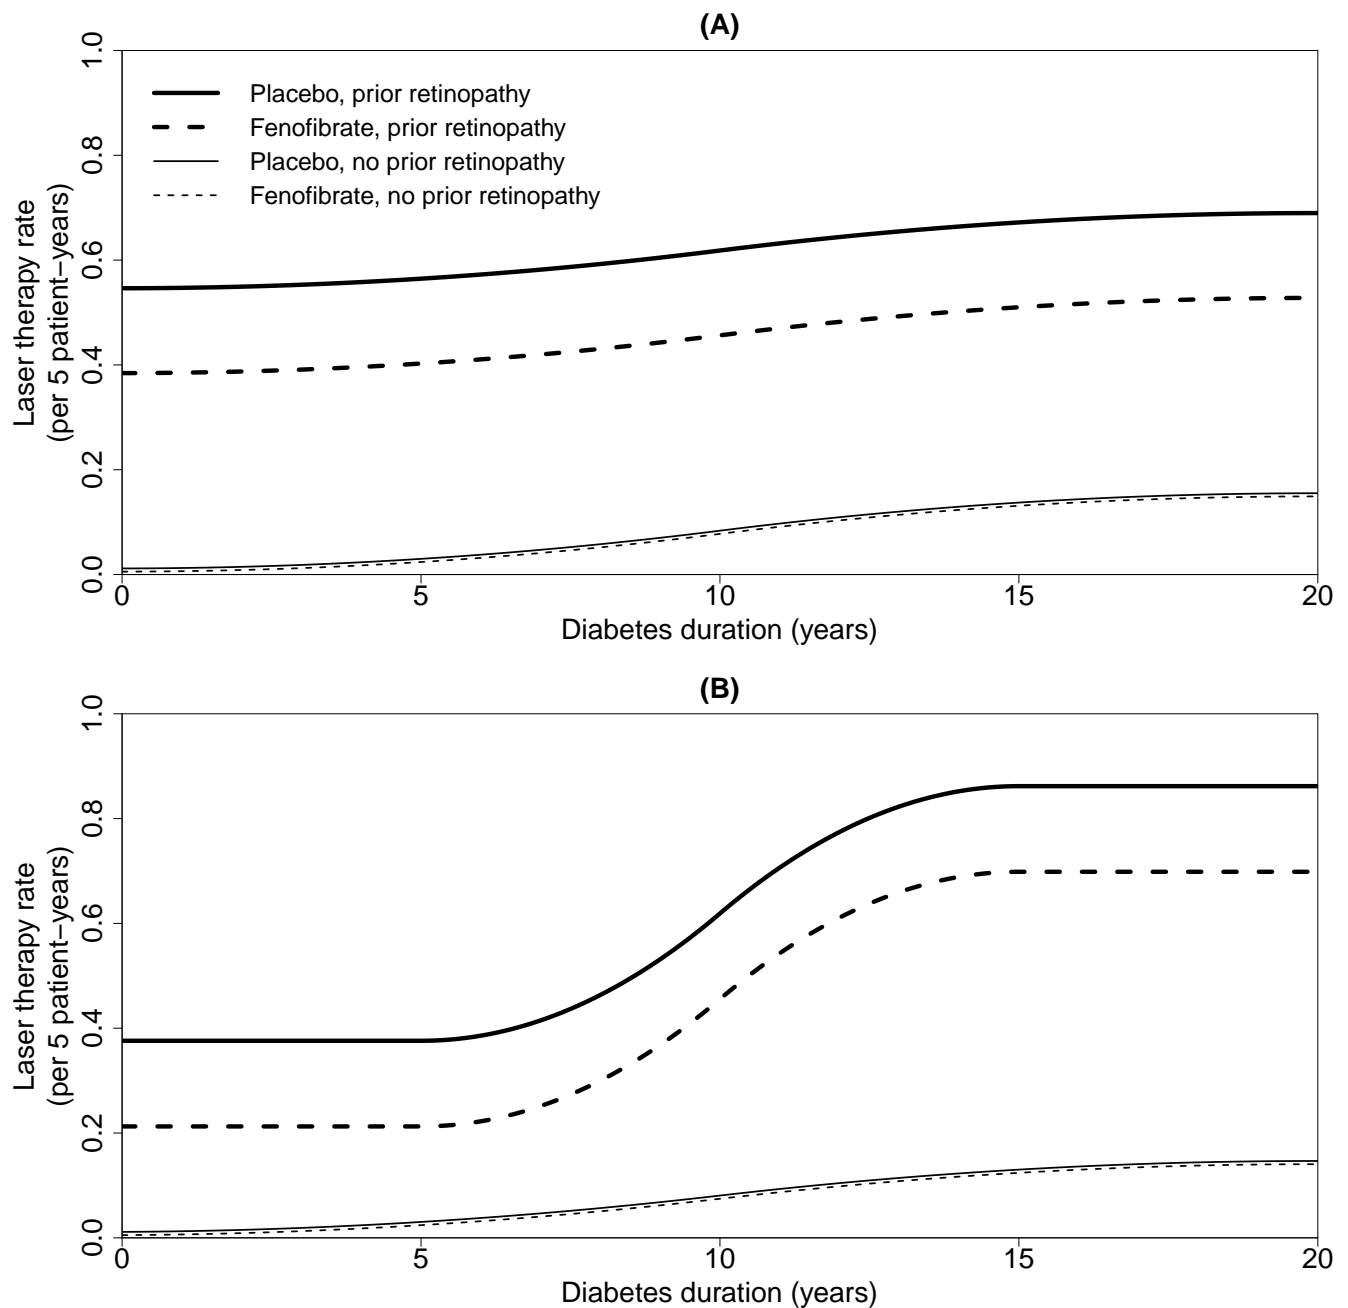 (A)
Laser therapy rate
(per 5 patient−years)
1.0
0.8
0.6
0.4
0.2
0.0
Placebo, prior retinopathy
Fenofibrate, prior retinopathy
Placebo, no prior retinopathy
Fenofibrate, no prior retinopathy
0 5 10 15 20
Diabetes duration (years)
(B)
Laser therapy rate
(per 5 patient−years)
1.0
0.8
0.6
0.4
0.2
0.0
0 5 10 15 20
Diabetes duration (years)